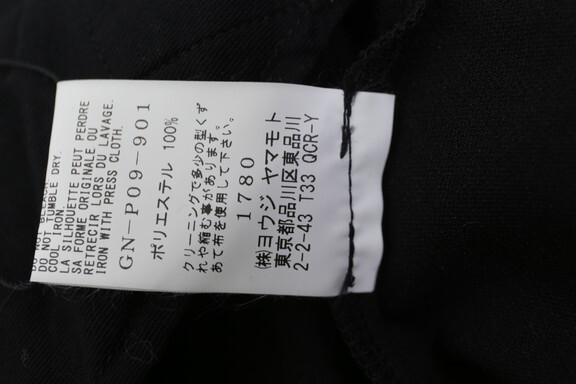 DO NOT BLEACH.
DO NOT TUMBLE DRY.
COOL IRON.
LA SILHOUETTE PEUT PERDRE
SA FORME ORIGINALE OU
RETRECIR LORS DU LAVAGE.
IRON WITH PRESS CLOTH.
GN-P09-901
ポリエステル 100%
クリーニングで多少の型くず
れや縮む事があります。
あて布を使用して下さい。
1780
(株)ヨウジ ヤマモト
東京都品川区東品川
2-2-43 T33 QCR-Y